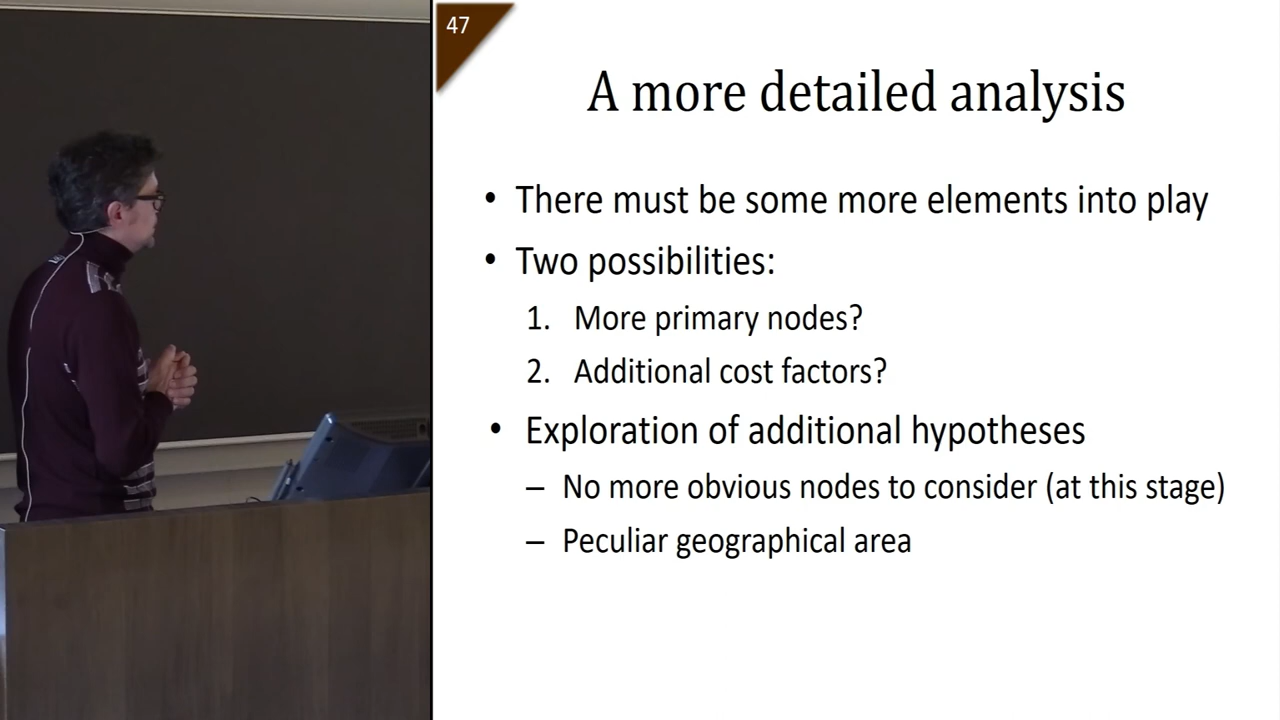 47
A more detailed analysis
• There must be some more elements into play
• Two possibilities:
1. More primary nodes?
2. Additional cost factors?
• Exploration of additional hypotheses
– No more obvious nodes to consider (at this stage)
– Peculiar geographical area